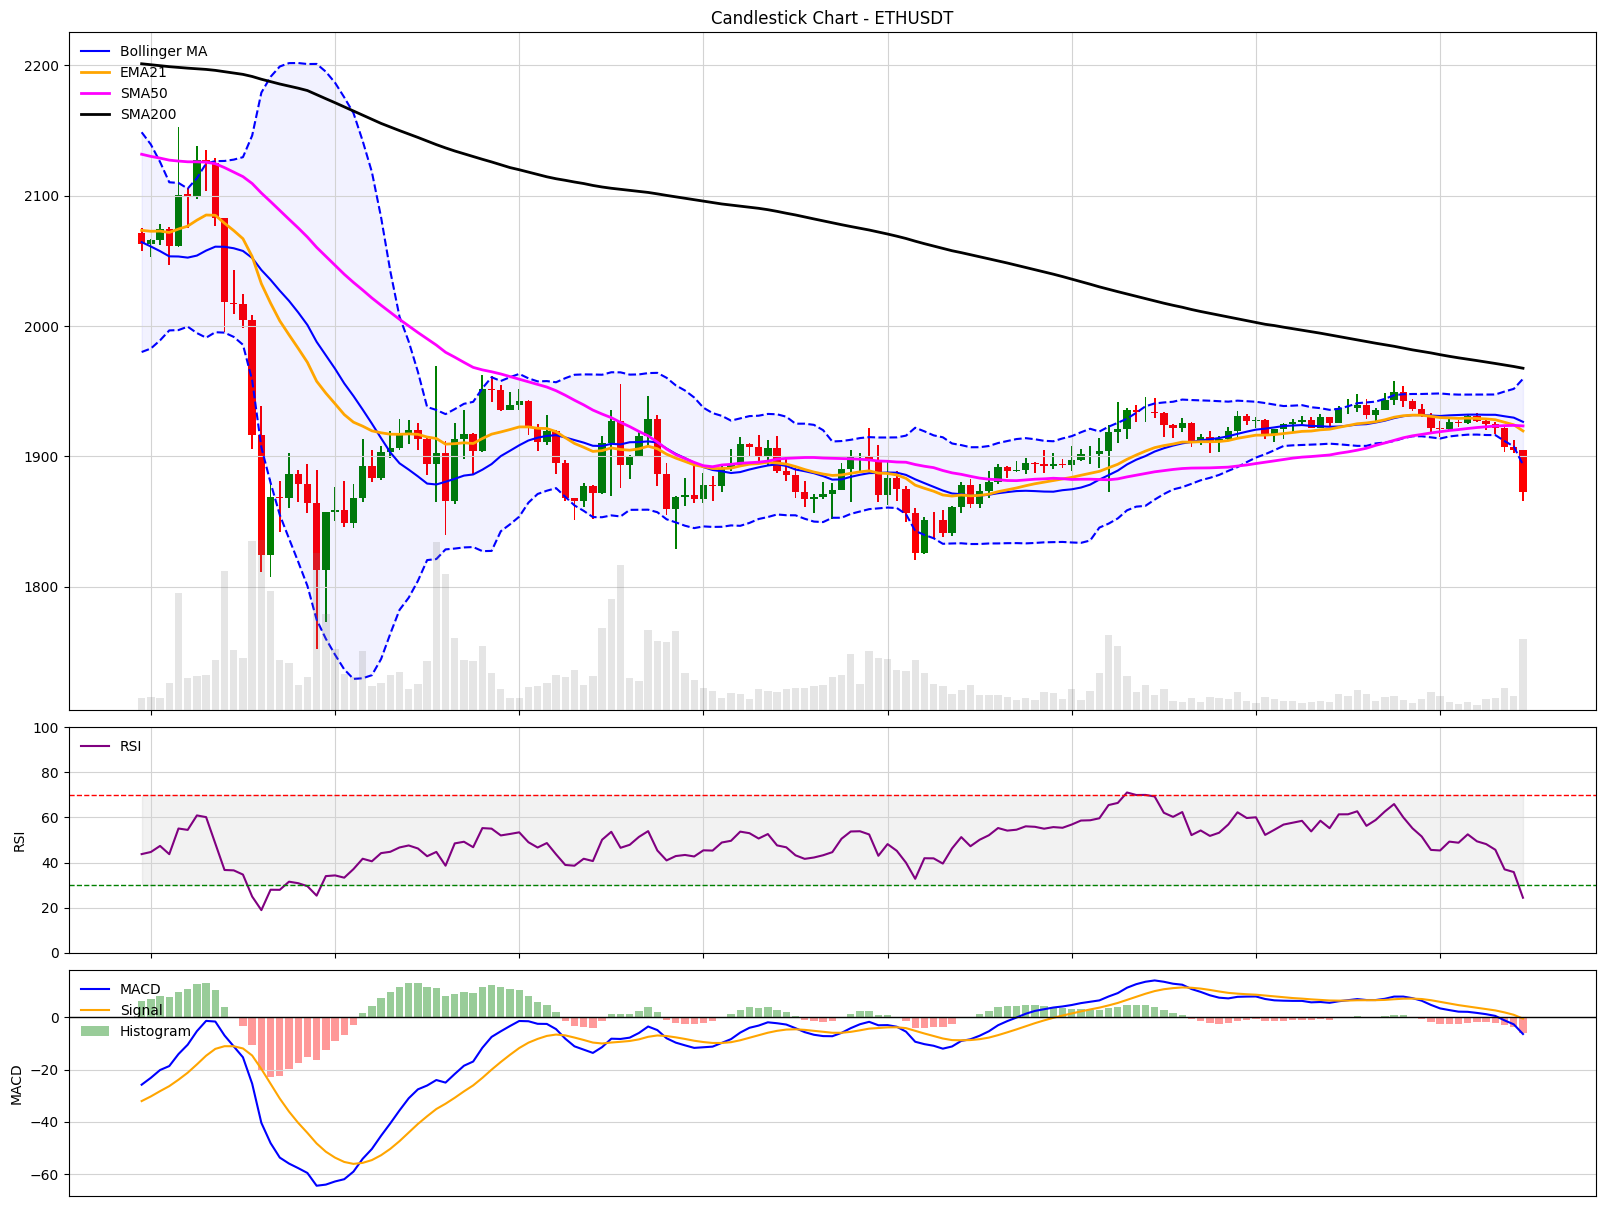 Candlestick Chart - ETHUSDT
Bollinger MA
EMA21
SMA50
SMA200
2200
2100
2000
1900
1800
RSI
RSI
100
80
60
40
20
0
MACD
Signal
Histogram
MACD
0
−20
−40
−60